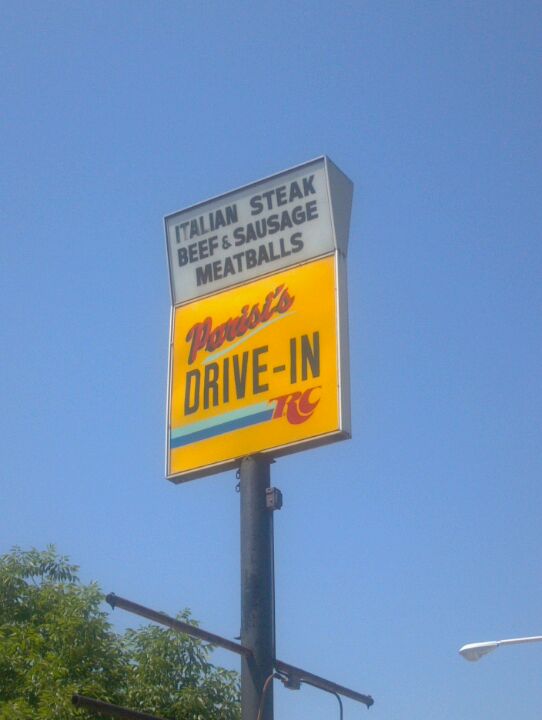 ITALIAN STEAK
BEEF & SAUSAGE
MEATBALLS
Parisi's
DRIVE-IN
RC